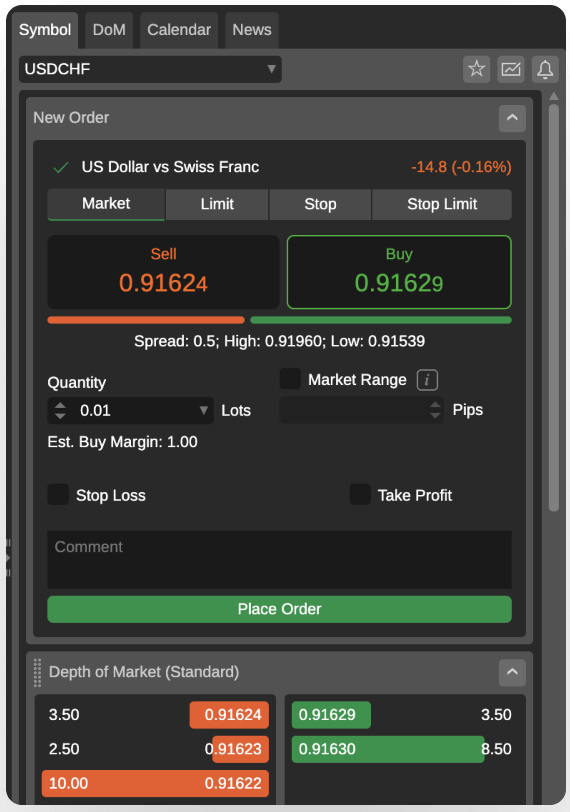 Symbol DoM Calendar News
USDCHF
New Order
US Dollar vs Swiss Franc -14.8 (-0.16%)
Market Limit Stop Stop Limit
Sell Buy
0.91624 0.91629
Spread: 0.5; High: 0.91960; Low: 0.91539
Quantity Market Range i
0.01 Lots Pips
Est. Buy Margin: 1.00
Stop Loss Take Profit
Comment
Place Order
Depth of Market (Standard)
3.50 0.91624 0.91629 3.50
2.50 0.91623 0.91630 8.50
10.00 0.91622